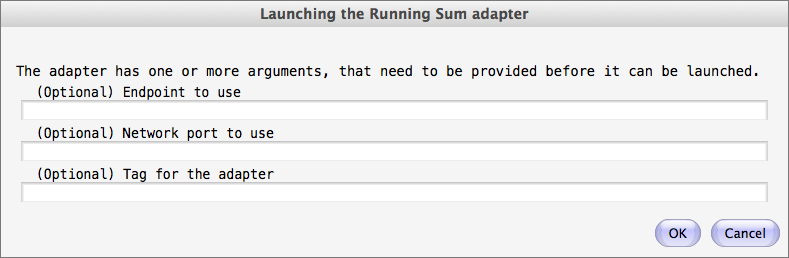 Launching the Running Sum adapter
The adapter has one or more arguments, that need to be provided before it can be launched.
(Optional) Endpoint to use
(Optional) Network port to use
(Optional) Tag for the adapter
OK Cancel